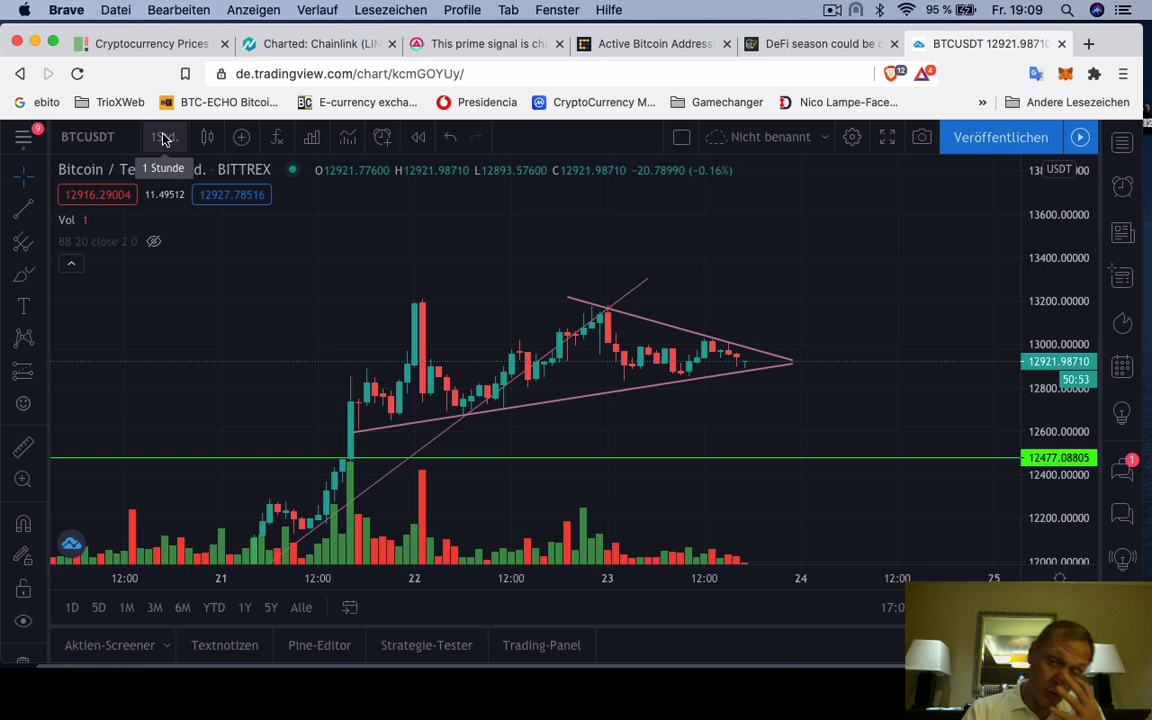 Brave Datei Bearbeiten Anzeigen Verlauf Lesezeichen Profile Tab Fenster Hilfe 95 % Fr. 19:09
Cryptocurrency Prices Charted: Chainlink (LIN This prime signal is cha Active Bitcoin Addresse DeFi season could be o BTCUSDT 12921.98710
de.tradingview.com/chart/kcmGOYUy/ 12 4
ebito TrioXWeb BTC-ECHO Bitcoi... E-currency excha... Presidencia CryptoCurrency M... Gamechanger Nico Lampe-Face... » Andere Lesezeichen
9 BTCUSDT Nicht benannt Veröffentlichen
1 Stunde
Bitcoin / Te d. · BITTREX O12921.77600 H12921.98710 L12893.57600 C12921.98710 −20.78990 (−0.16%) USDT
12916.29004 11.49512 12927.78516
Vol 1
BB 20 close 2 0
13600.00000
13400.00000
13200.00000
13000.00000
12921.98710
50:53
12800.00000
12600.00000
12477.08805
1
12400.00000
12200.00000
12000.00000
12:00 21 12:00 22 12:00 23 12:00 24 12:00 25
1D 5D 1M 3M 6M YTD 1Y 5Y Alle
Aktien-Screener Textnotizen Pine-Editor Strategie-Tester Trading-Panel